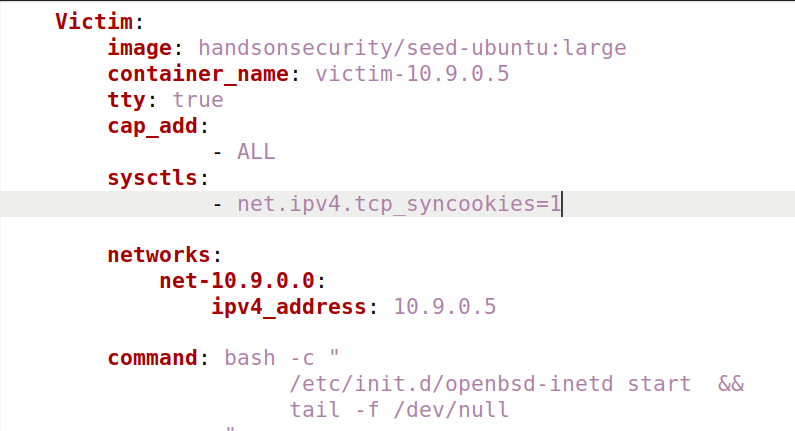 Victim:
image: handsonsecurity/seed-ubuntu:large
container_name: victim-10.9.0.5
tty: true
cap_add:
- ALL
sysctls:
- net.ipv4.tcp_syncookies=1
networks:
net-10.9.0.0:
ipv4_address: 10.9.0.5
command: bash -c "
/etc/init.d/openbsd-inetd start  &&
tail -f /dev/null
"